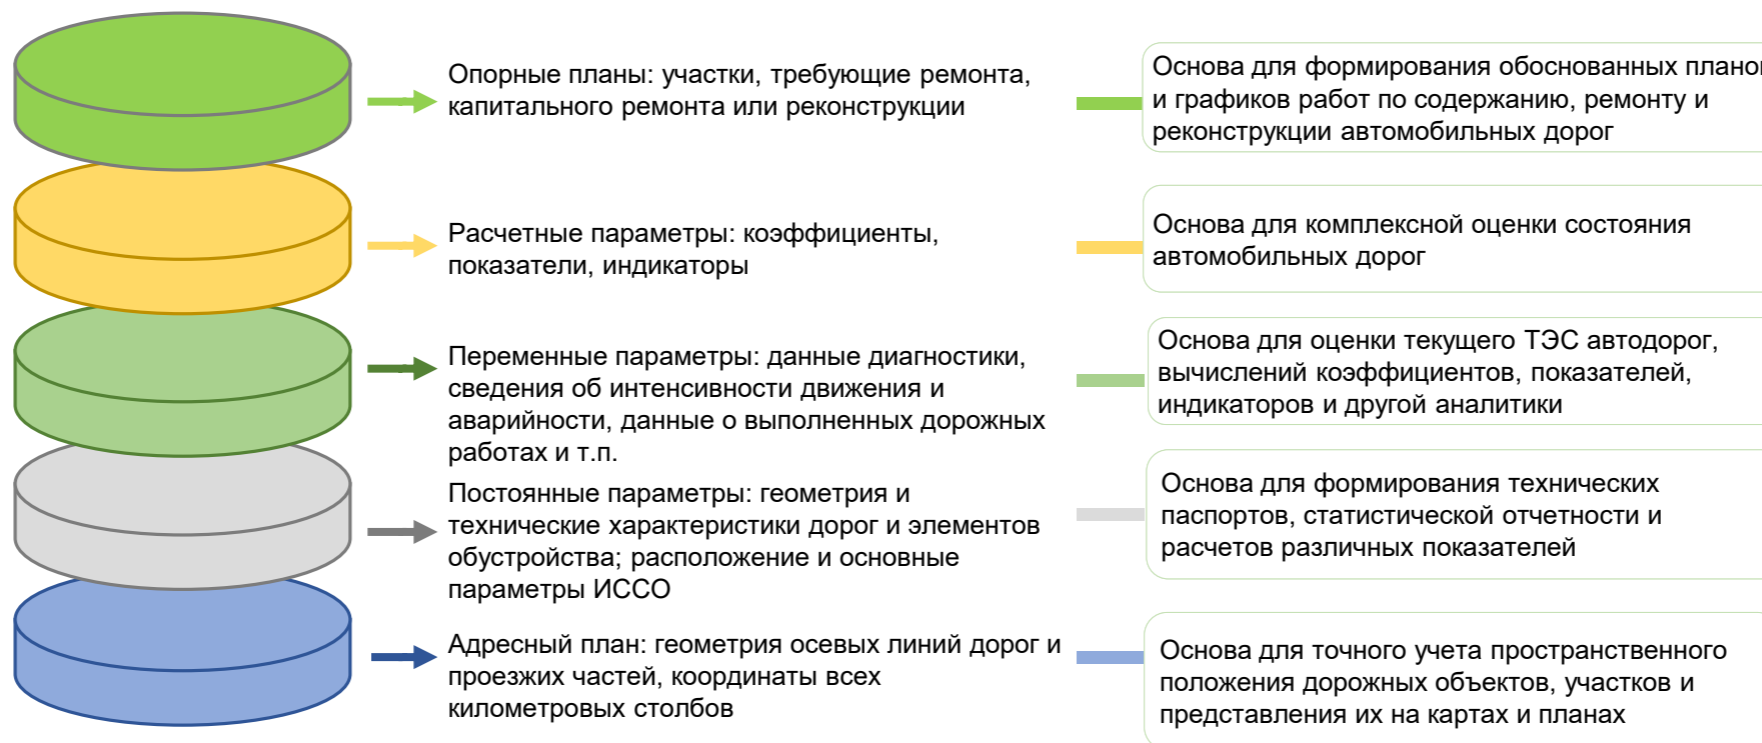 Опорные планы: участки, требующие ремонта,
капитального ремонта или реконструкции
Основа для формирования обоснованных планов
и графиков работ по содержанию, ремонту и
реконструкции автомобильных дорог
Расчетные параметры: коэффициенты,
показатели, индикаторы
Основа для комплексной оценки состояния
автомобильных дорог
Переменные параметры: данные диагностики,
сведения об интенсивности движения и
аварийности, данные о выполненных дорожных
работах и т.п.
Основа для оценки текущего ТЭС автодорог,
вычислений коэффициентов, показателей,
индикаторов и другой аналитики
Постоянные параметры: геометрия и
технические характеристики дорог и элементов
обустройства; расположение и основные
параметры ИССО
Основа для формирования технических
паспортов, статистической отчетности и
расчетов различных показателей
Адресный план: геометрия осевых линий дорог и
проезжих частей, координаты всех
километровых столбов
Основа для точного учета пространственного
положения дорожных объектов, участков и
представления их на картах и планах